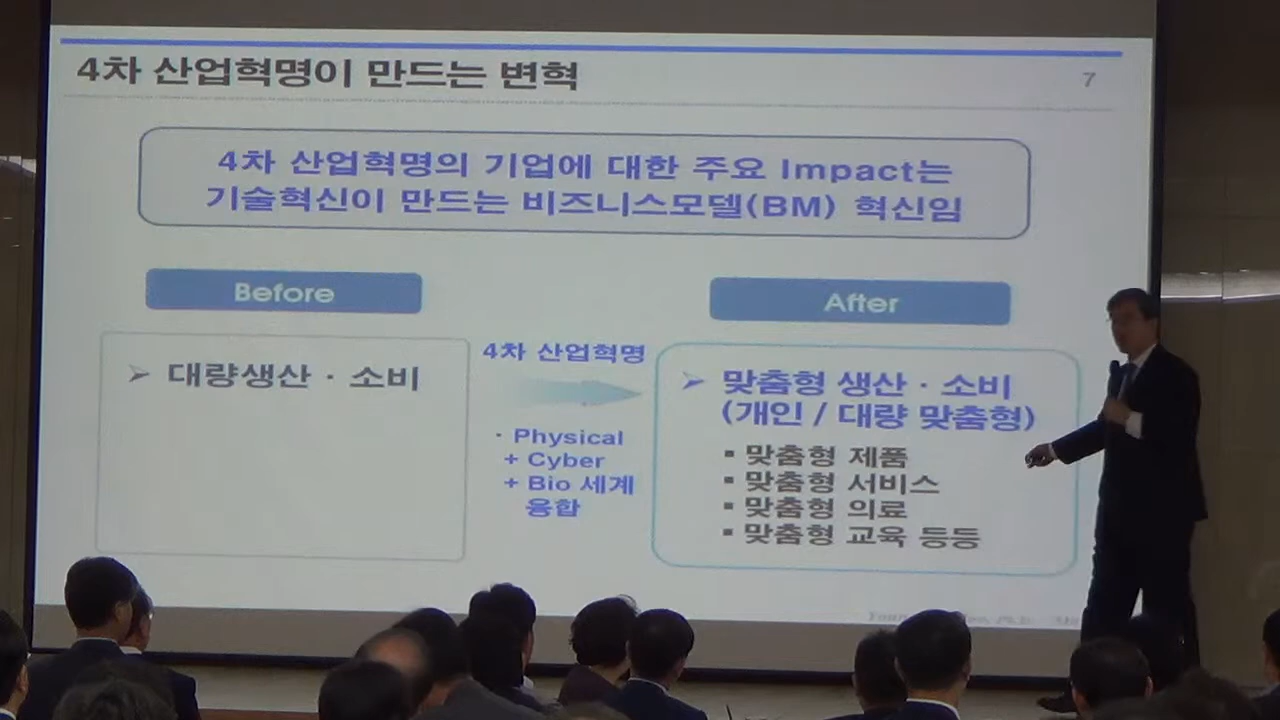 4차 산업혁명이 만드는 변혁
7
4차 산업혁명의 기업에 대한 주요 Impact는
기술혁신이 만드는 비즈니스모델(BM) 혁신임
Before
➢ 대량생산 · 소비
4차 산업혁명
· Physical
+ Cyber
+ Bio 세계
융합
After
➢ 맞춤형 생산 · 소비
(개인 / 대량 맞춤형)
▪ 맞춤형 제품
▪ 맞춤형 서비스
▪ 맞춤형 의료
▪ 맞춤형 교육 등등